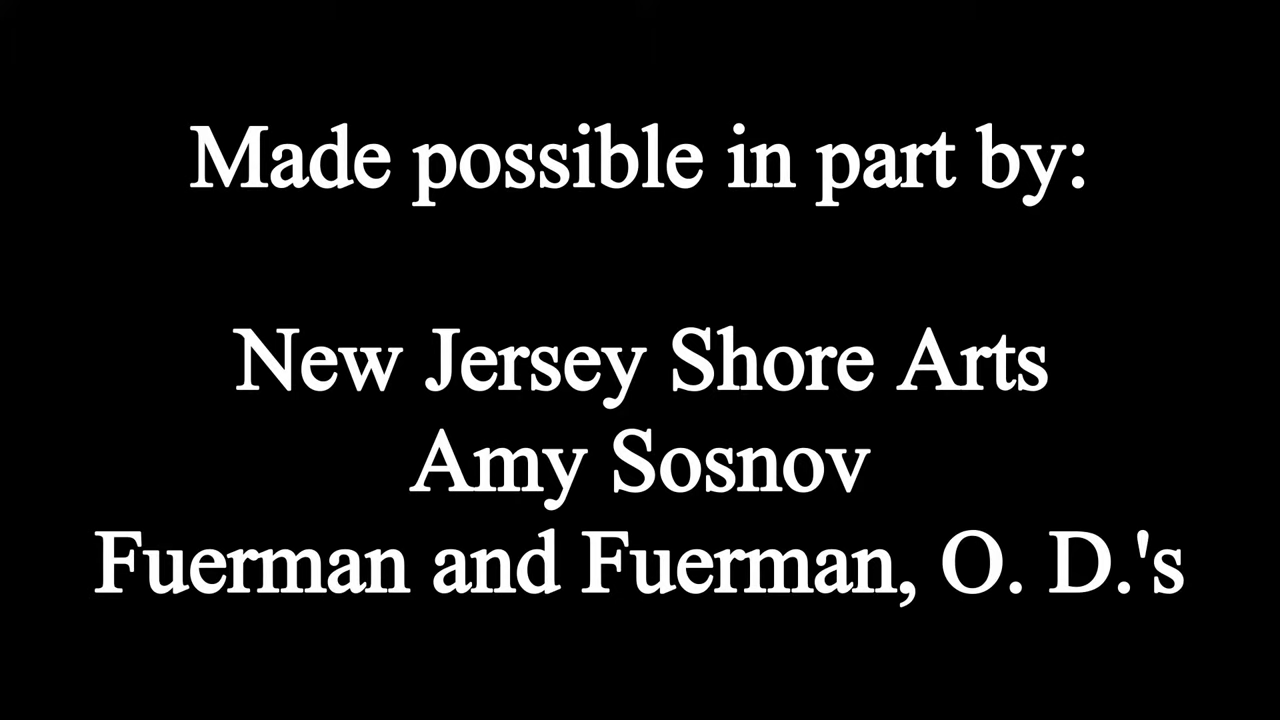 Made possible in part by:
New Jersey Shore Arts
Amy Sosnov
Fuerman and Fuerman, O. D.'s